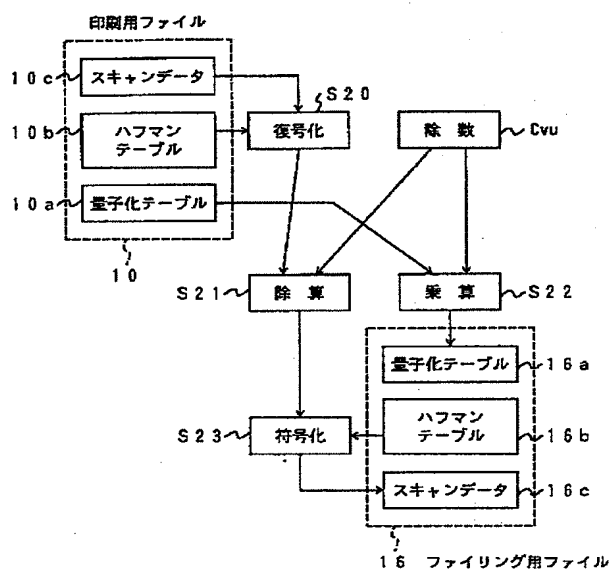 印刷用ファイル
10c
スキャンデータ
S20
10b
ハフマン
テーブル
復号化
除数
Cvu
10a
量子化テーブル
10
S21
除算
乗算
S22
量子化テーブル
16a
S23
符号化
ハフマン
テーブル
16b
スキャンデータ
16c
16 ファイリング用ファイル